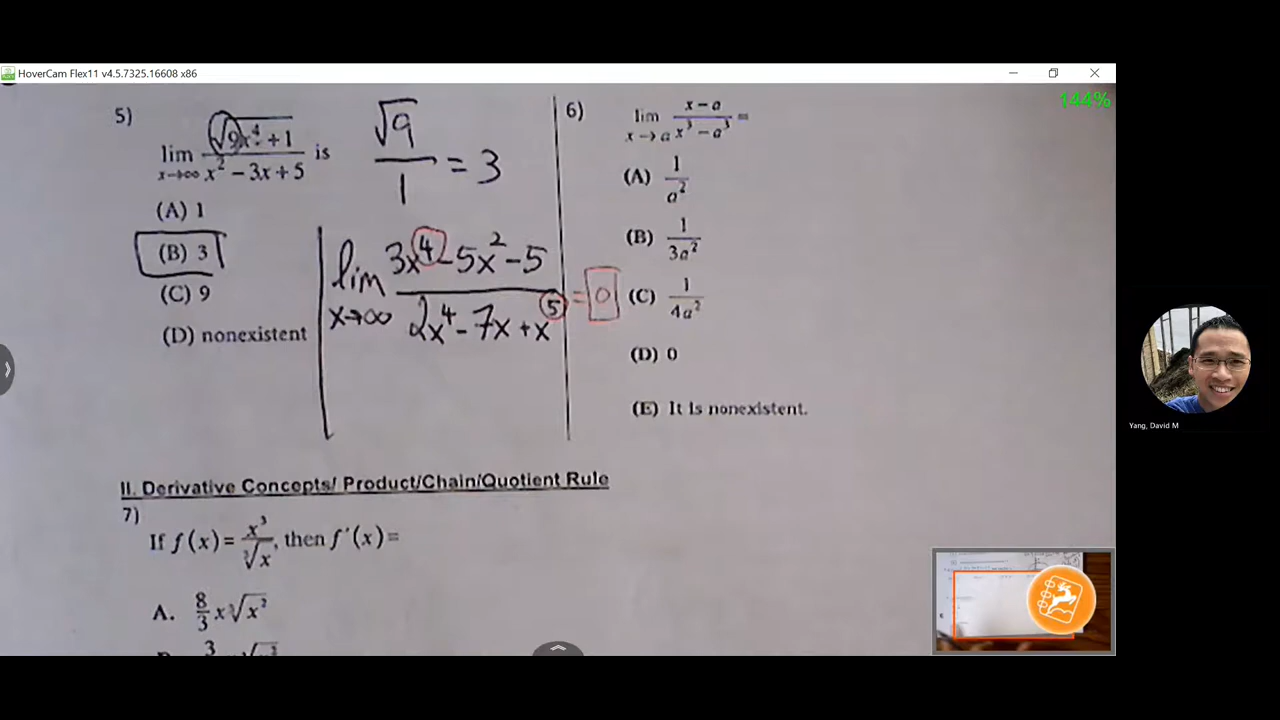 HoverCam Flex11 v4.5.7325.16608 x86
144%
5)
lim x→∞ √(9x⁴+1) / (x² − 3x + 5) is
√9 / 1 = 3
(A) 1
(B) 3
(C) 9
(D) nonexistent
lim x→∞ (3x⁴ − 5x² − 5) / (2x⁴ − 7x + x⁵) = 0
6)
lim x→a (x−a) / (x³ − a³) =
(A) 1/a²
(B) 1/3a²
(C) 1/4a²
(D) 0
(E) It is nonexistent.
II. Derivative Concepts/ Product/Chain/Quotient Rule
7)
If f(x) = x³/∛x, then f'(x) =
A. 8/3 x∛x²
Yang, David M